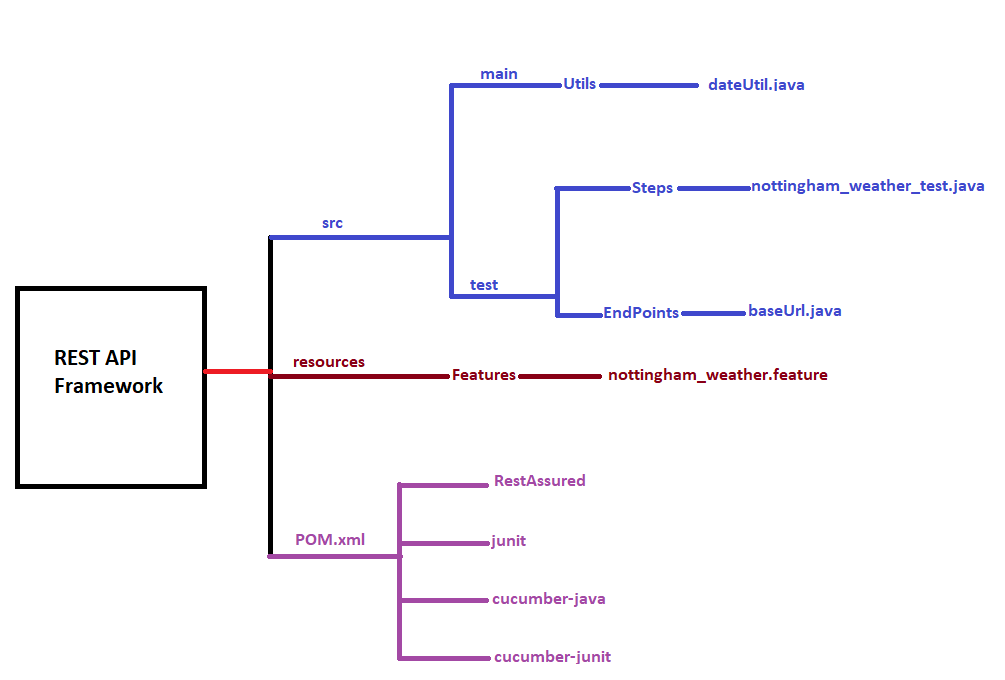 main
Utils
dateUtil.java
Steps
nottingham_weather_test.java
src
test
EndPoints
baseUrl.java
REST API
Framework
resources
Features
nottingham_weather.feature
RestAssured
POM.xml
junit
cucumber-java
cucumber-junit